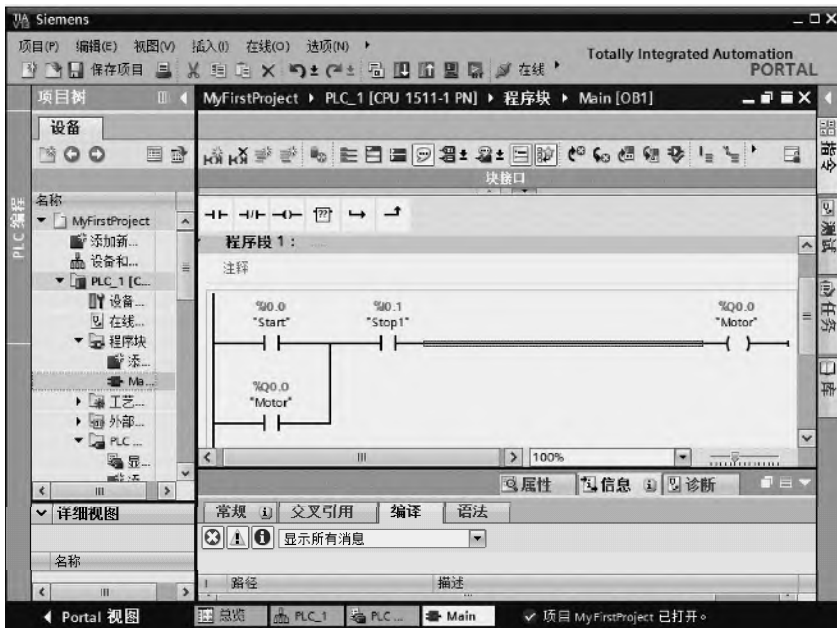 Siemens
项目(P) 编辑(E) 视图(V) 插入(I) 在线(O) 选项(N)
Totally Integrated Automation
PORTAL
保存项目
在线
项目树
MyFirstProject ▸ PLC_1 [CPU 1511-1 PN] ▸ 程序块 ▸ Main [OB1]
设备
块接口
PLC 编程
名称
MyFirstProject
添加新...
设备和...
PLC_1 [C...
设备...
在线...
程序块
添...
Ma...
工艺...
外部...
PLC ...
显...
程序段 1：
注释
%I0.0
"Start"
%I0.1
"Stop1"
%Q0.0
"Motor"
%Q0.0
"Motor"
100%
指令
测试
任务
库
属性
信息
诊断
详细视图
名称
常规
交叉引用
编译
语法
显示所有消息
!
路径
描述
Portal 视图
总览
PLC_1
PLC ...
Main
项目 MyFirstProject 已打开。